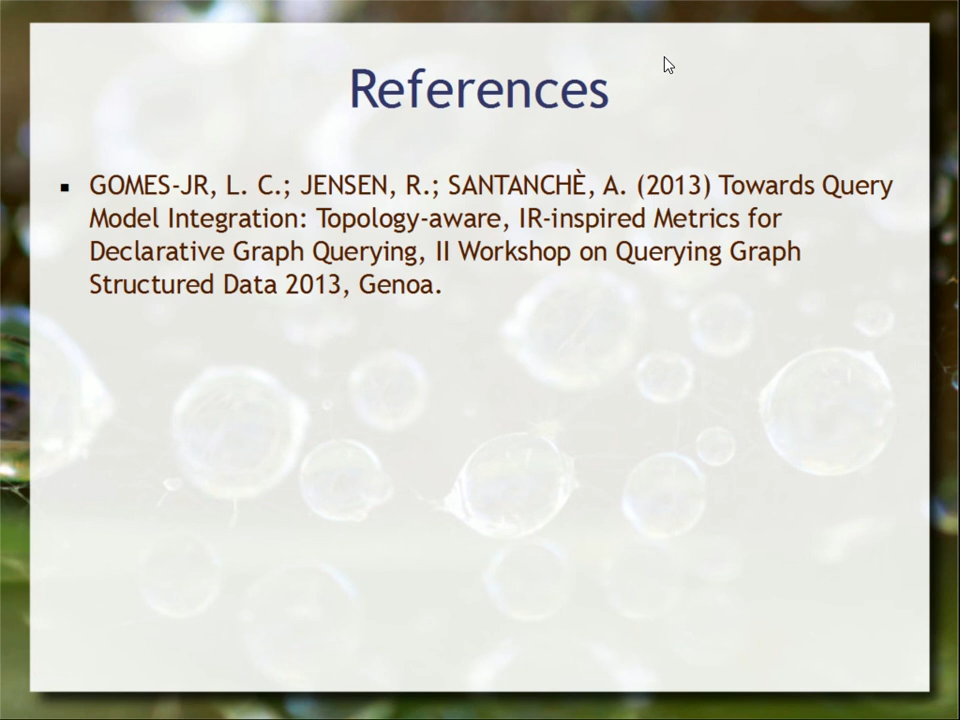 References
GOMES-JR, L. C.; JENSEN, R.; SANTANCHÈ, A. (2013) Towards Query
Model Integration: Topology-aware, IR-inspired Metrics for
Declarative Graph Querying, II Workshop on Querying Graph
Structured Data 2013, Genoa.